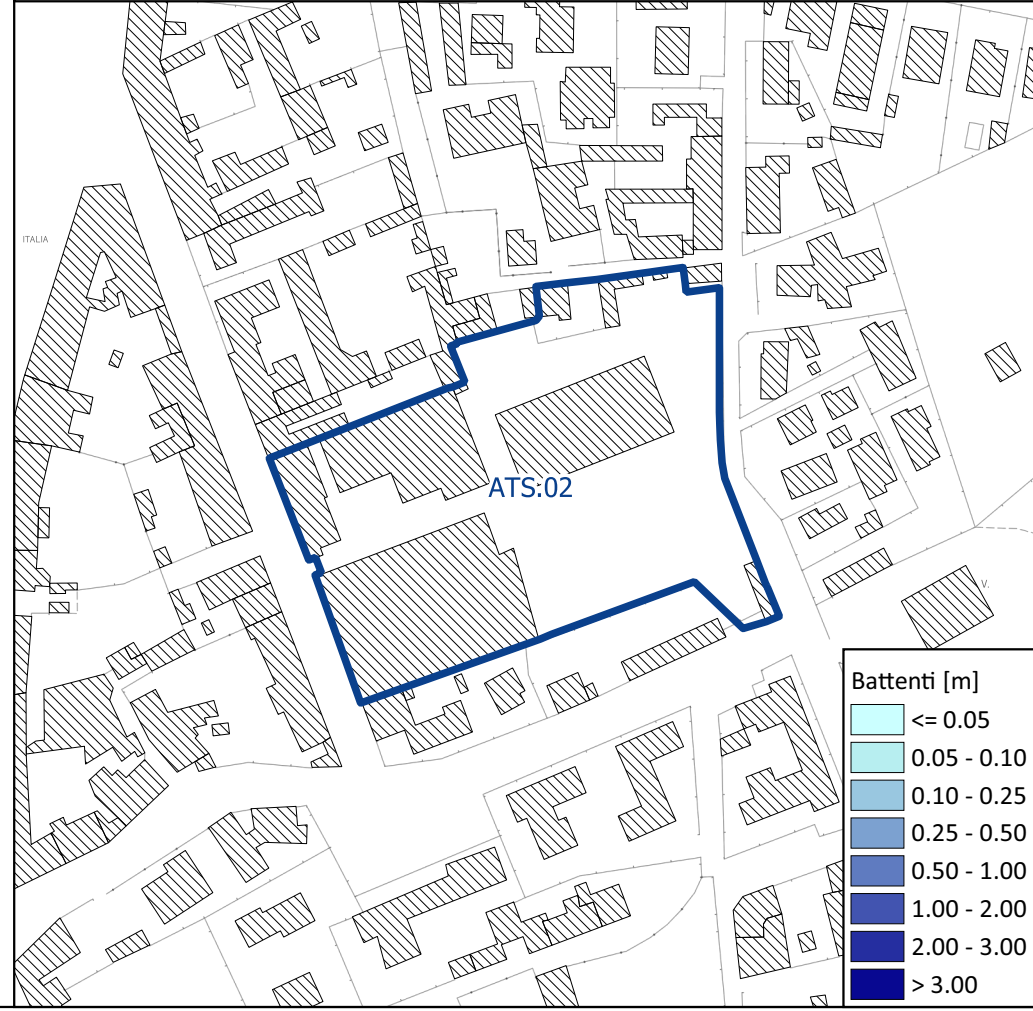 ITALIA
ATS.02
V.
Battenti [m]
<= 0.05
0.05 - 0.10
0.10 - 0.25
0.25 - 0.50
0.50 - 1.00
1.00 - 2.00
2.00 - 3.00
> 3.00